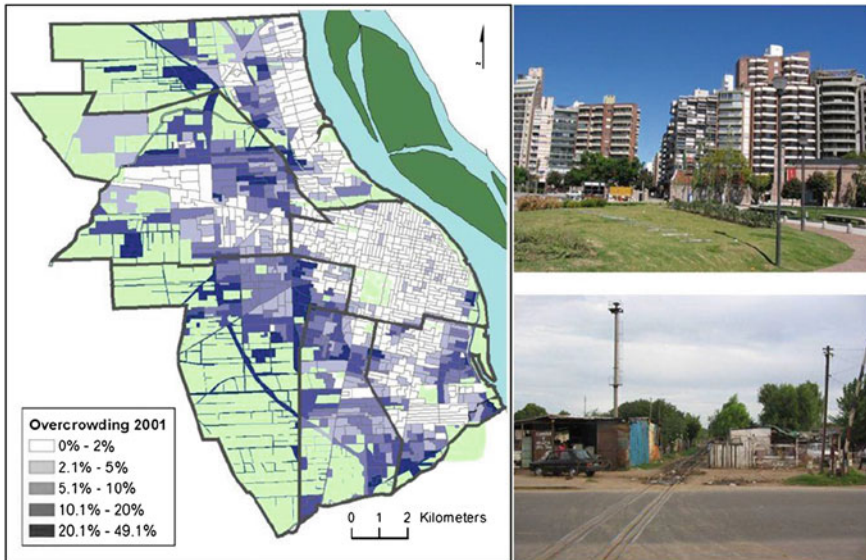 Overcrowding 2001
0% - 2%
2.1% - 5%
5.1% - 10%
10.1% - 20%
20.1% - 49.1%
0 1 2 Kilometers